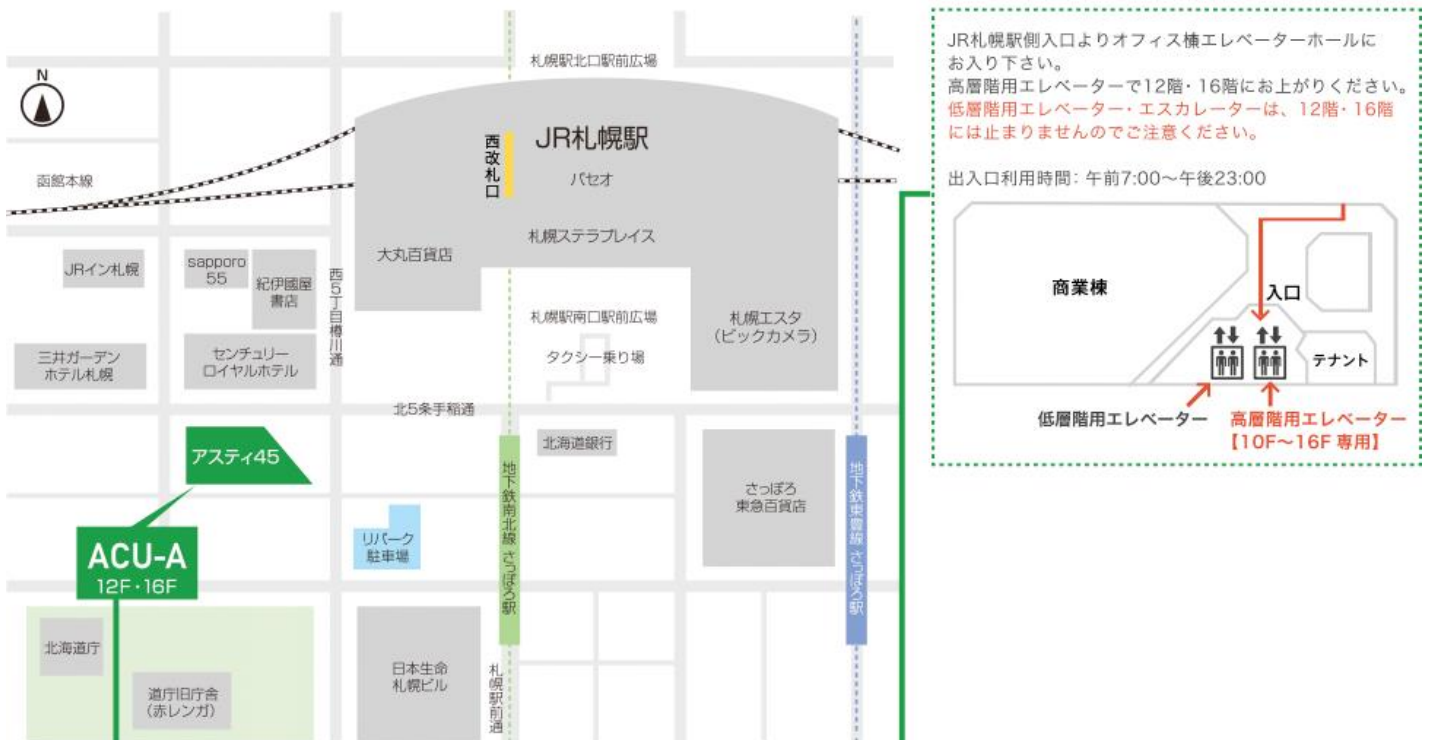 札幌駅北口駅前広場
N
JR札幌駅
西改札口
パセオ
函館本線
札幌ステラプレイス
大丸百貨店
JRイン札幌
sapporo
55
紀伊國屋
書店
西5丁目樽川通
札幌駅南口駅前広場
札幌エスタ
(ビックカメラ)
三井ガーデン
ホテル札幌
センチュリー
ロイヤルホテル
タクシー乗り場
北5条手稲通
アスティ45
北海道銀行
地下鉄南北線 さっぽろ駅
地下鉄東豊線 さっぽろ駅
さっぽろ
東急百貨店
リパーク
駐車場
ACU-A
12F・16F
北海道庁
道庁旧庁舎
(赤レンガ)
日本生命
札幌ビル
札幌駅前通
JR札幌駅側入口よりオフィス棟エレベーターホールに
お入り下さい。
高層階用エレベーターで12階・16階にお上がりください。
低層階用エレベーター・エスカレーターは、12階・16階
には止まりませんのでご注意ください。
出入口利用時間：午前7:00～午後23:00
商業棟
入口
テナント
低層階用エレベーター
高層階用エレベーター
【10F～16F 専用】